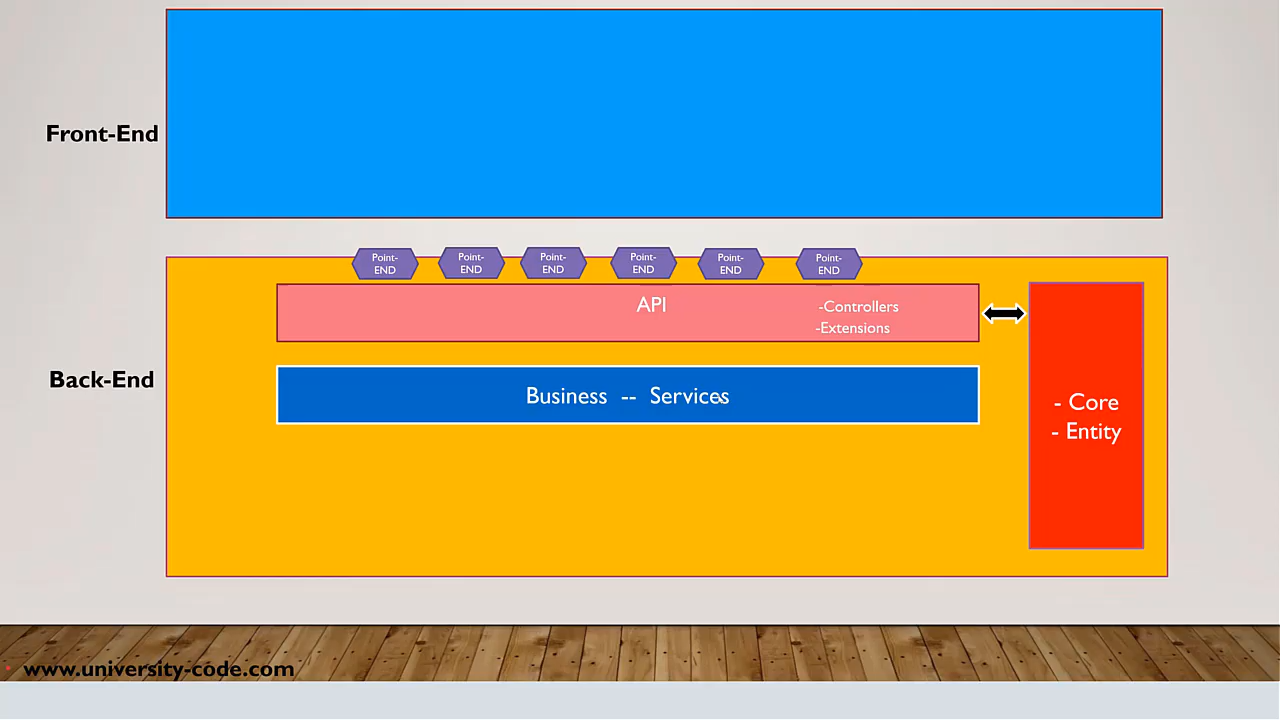 Front-End
Point-
END
Point-
END
Point-
END
Point-
END
Point-
END
Point-
END
API
-Controllers
-Extensions
Back-End
Business -- Services
- Core
- Entity
www.university-code.com